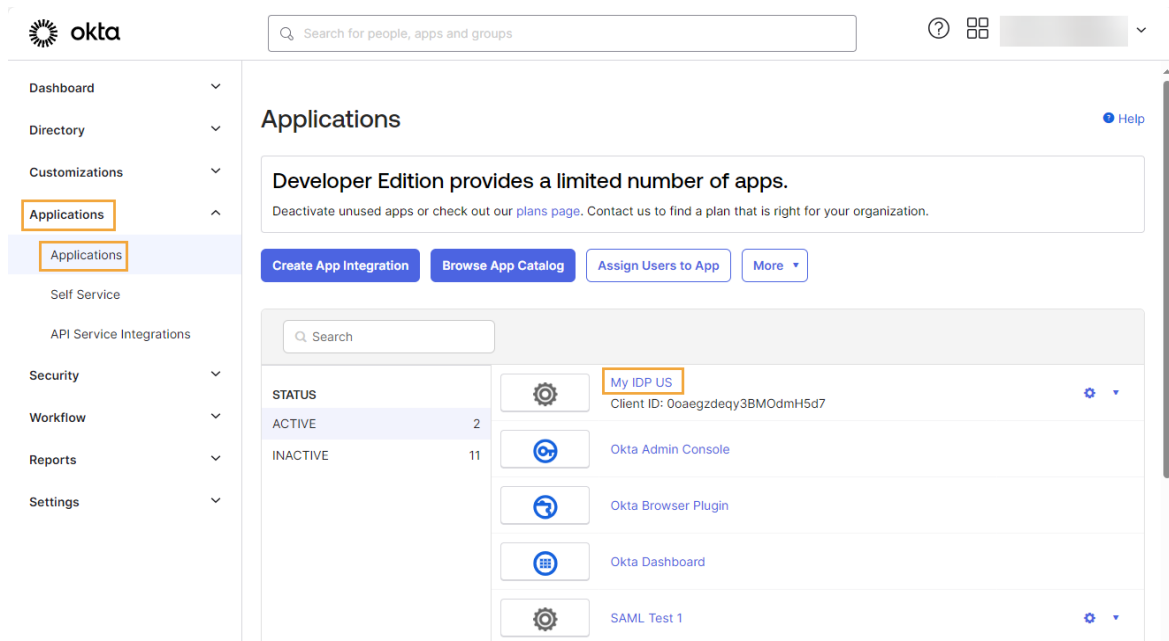 okta
Search for people, apps and groups
Dashboard
Directory
Customizations
Applications
Applications
Self Service
API Service Integrations
Security
Workflow
Reports
Settings
Applications
Help
Developer Edition provides a limited number of apps.
Deactivate unused apps or check out our plans page. Contact us to find a plan that is right for your organization.
Create App Integration
Browse App Catalog
Assign Users to App
More
Search
STATUS
ACTIVE 2
INACTIVE 11
My IDP US
Client ID: 0oaegzdeqy3BMOdmH5d7
Okta Admin Console
Okta Browser Plugin
Okta Dashboard
SAML Test 1